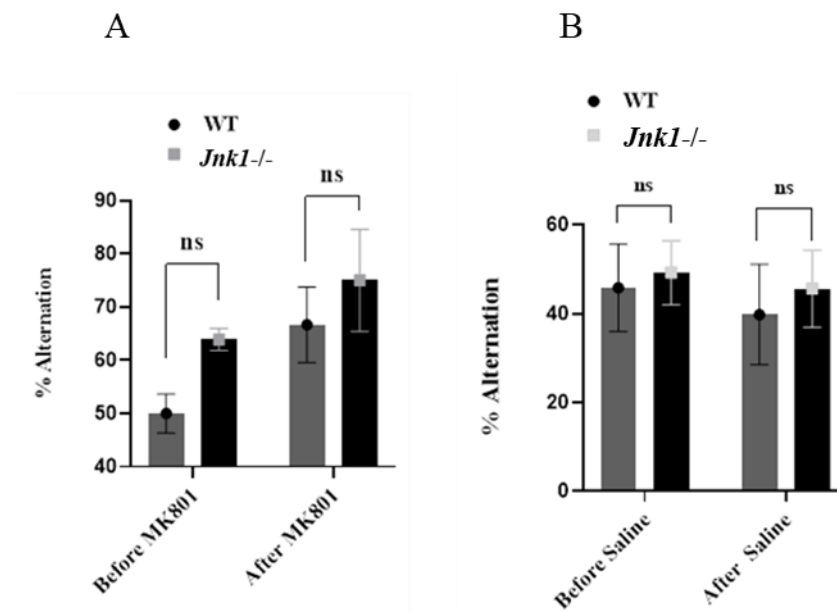 A
B
WT
Jnk1-/-
ns
ns
% Alternation
90
80
70
60
50
40
Before MK801
After MK801
WT
Jnk1-/-
ns
ns
% Alternation
60
40
20
0
Before Saline
After Saline